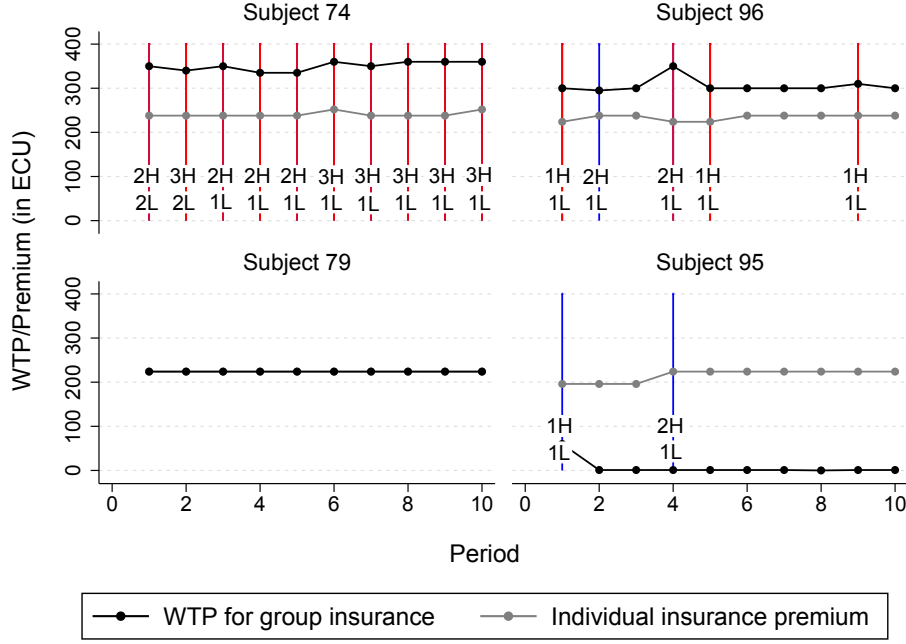 Subject 74
Subject 96
WTP/Premium (in ECU)
400
300
200
100
0
2H 3H 2H 2H 2H 3H 3H 3H 3H 3H
2L 2L 1L 1L 1L 1L 1L 1L 1L 1L
1H 2H 2H 1H 1H
1L 1L 1L 1L 1L
Subject 79
Subject 95
400
300
200
100
0
1H 2H
1L 1L
0 2 4 6 8 10
0 2 4 6 8 10
Period
WTP for group insurance
Individual insurance premium